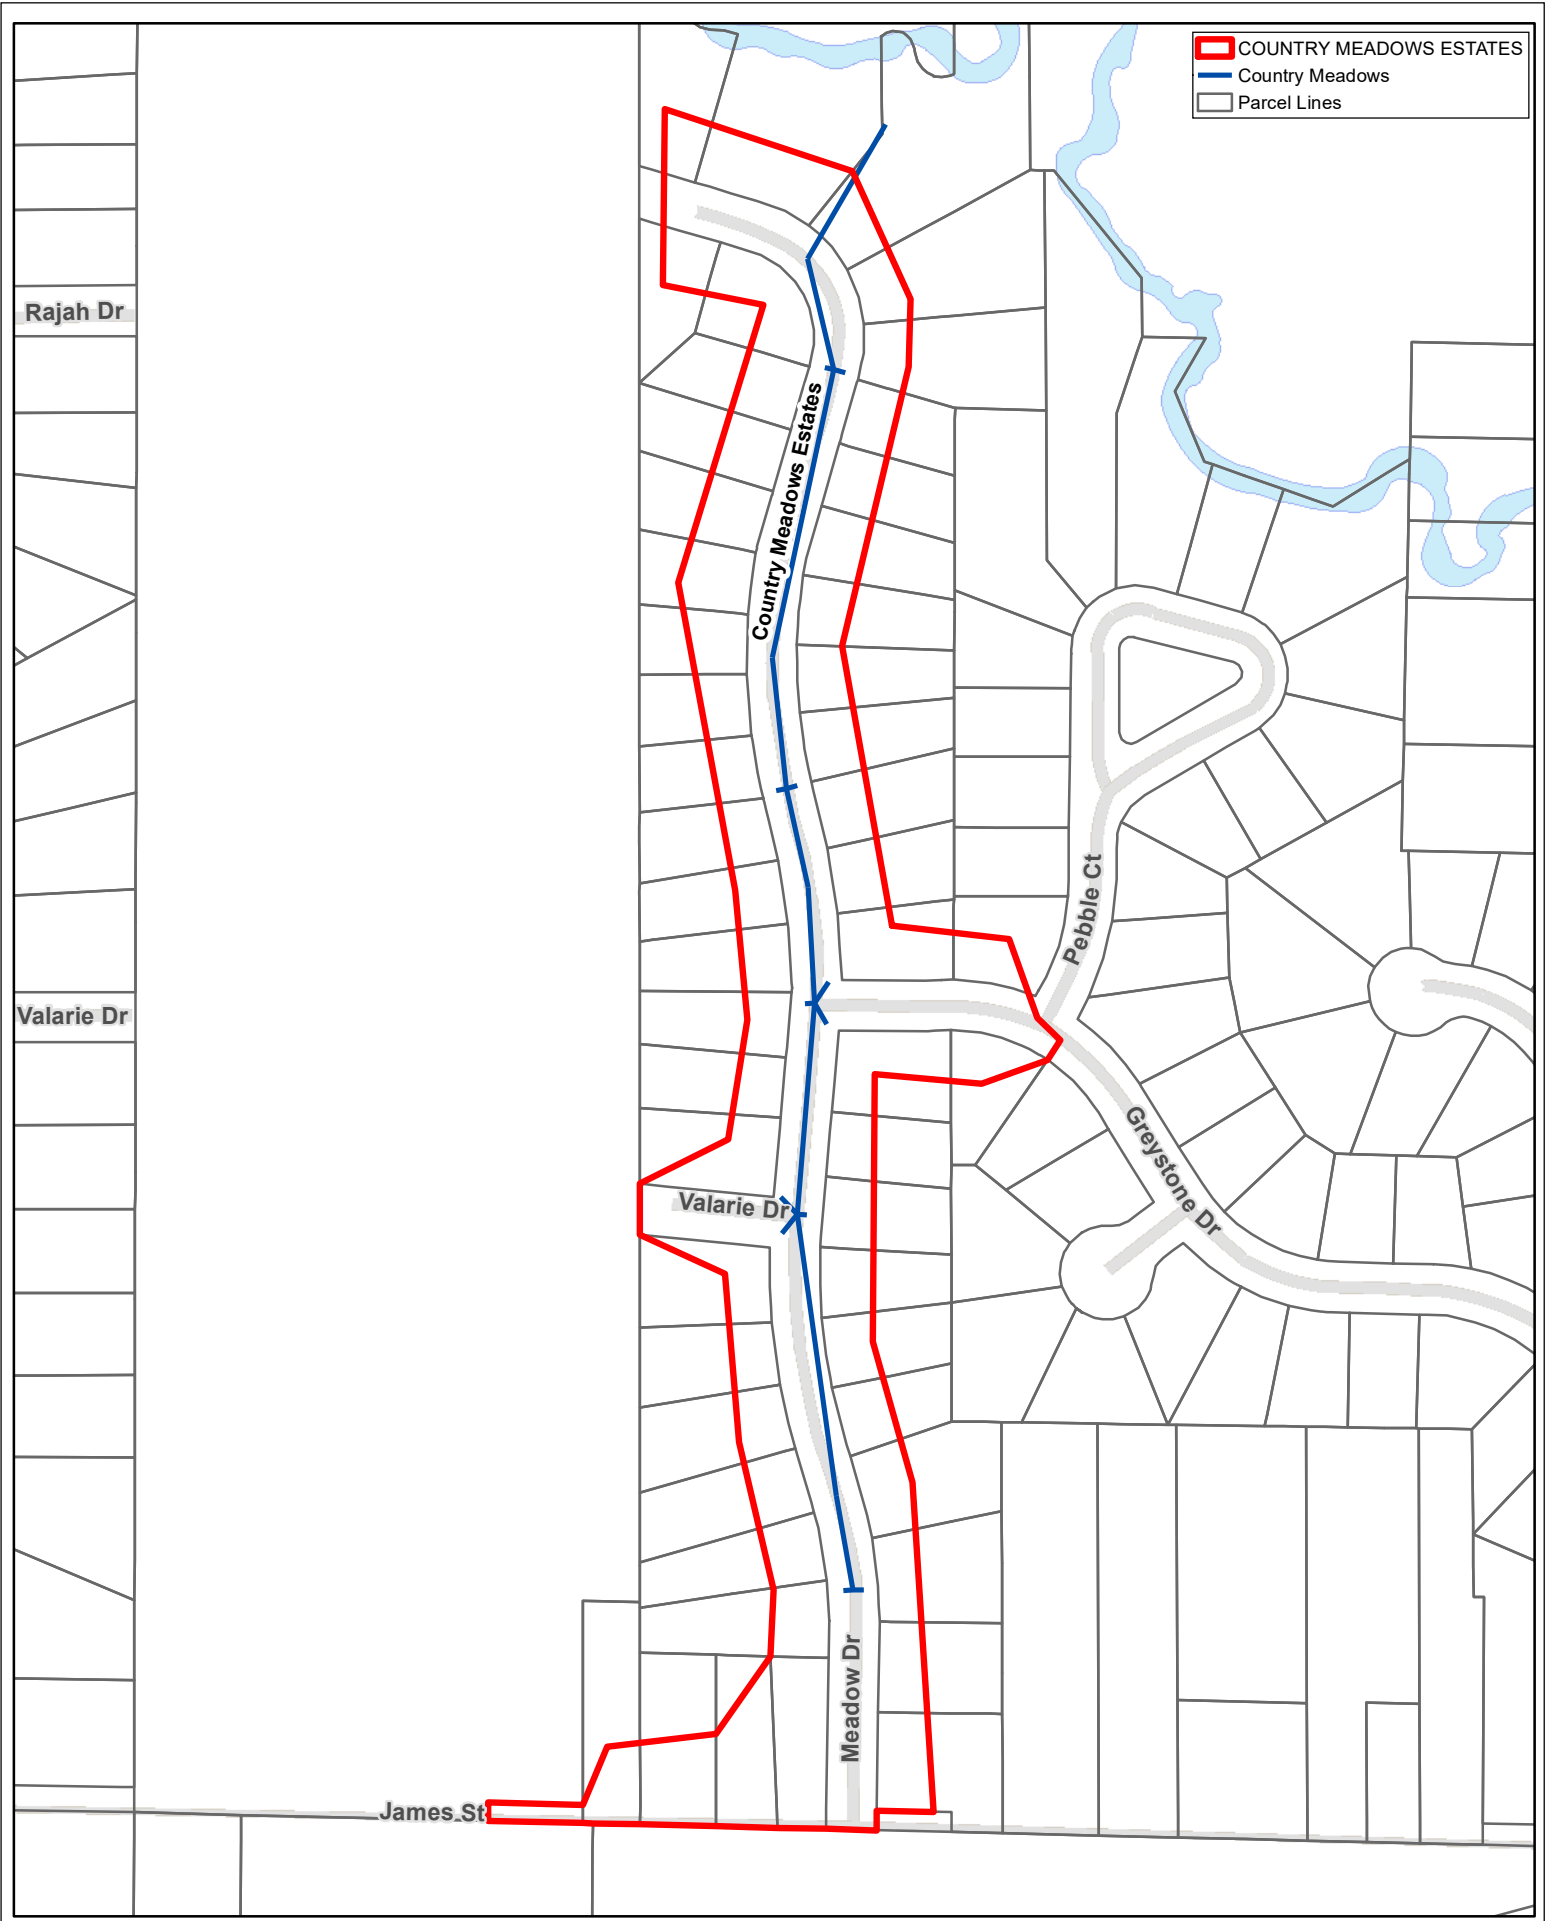 COUNTRY MEADOWS ESTATES
Country Meadows
Parcel Lines
Rajah Dr
Country Meadows Estates
Pebble Ct
Valarie Dr
Greystone Dr
Valarie Dr
Meadow Dr
James St